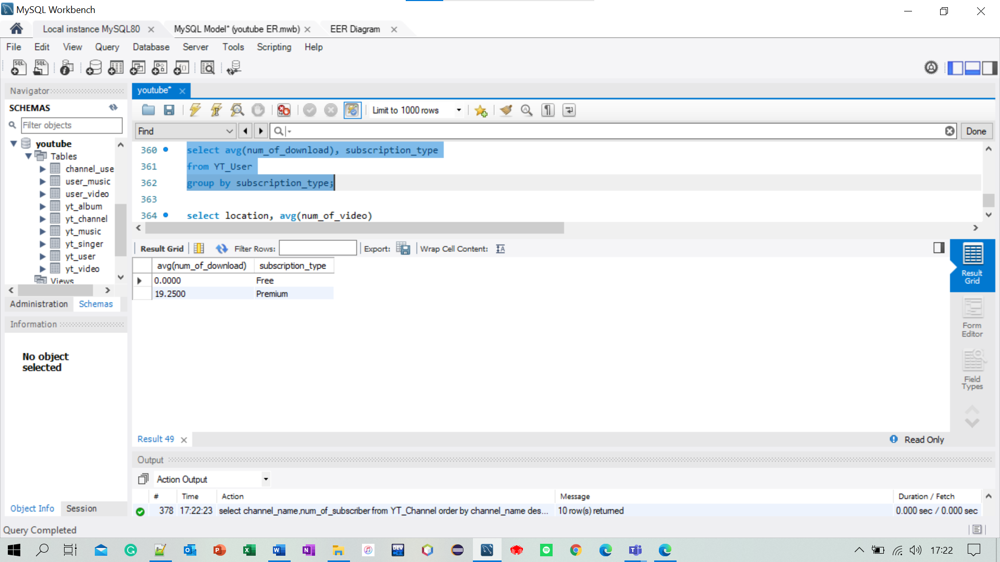 MySQL Workbench
Local instance MySQL80
MySQL Model* (youtube ER.mwb)
EER Diagram
File Edit View Query Database Server Tools Scripting Help
Navigator
SCHEMAS
Filter objects
youtube
Tables
channel_use
user_music
user_video
yt_album
yt_channel
yt_music
yt_singer
yt_user
yt_video
Views
Administration Schemas
Information
No object
selected
Object Info Session
youtube*
Limit to 1000 rows
Find
Done
360 select avg(num_of_download), subscription_type
361 from YT_User
362 group by subscription_type;
363
364 select location, avg(num_of_video)
Result Grid Filter Rows: Export: Wrap Cell Content:
avg(num_of_download) subscription_type
0.0000 Free
19.2500 Premium
Result
Grid
Form
Editor
Field
Types
Result 49
Read Only
Output
Action Output
# Time Action Message Duration / Fetch
378 17:22:23 select channel_name,num_of_subscriber from YT_Channel order by channel_name des... 10 row(s) returned 0.000 sec / 0.000 sec
Query Completed
17:22